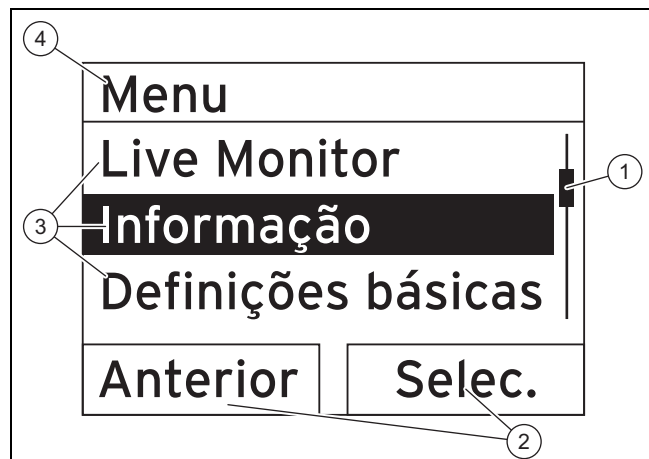 4
Menu
Live Monitor
1
3
Informação
Definições básicas
Anterior Selec.
2